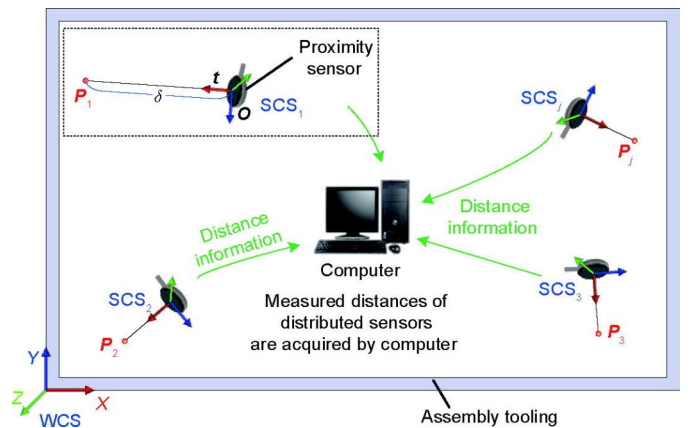 Proximity
sensor
t
P1
δ
O
SCS1
SCSj
Pj
Distance
information
Distance
information
Computer
SCS2
SCS3
Measured distances of
distributed sensors
are acquired by computer
P2
P3
Y
Z
X
WCS
Assembly tooling